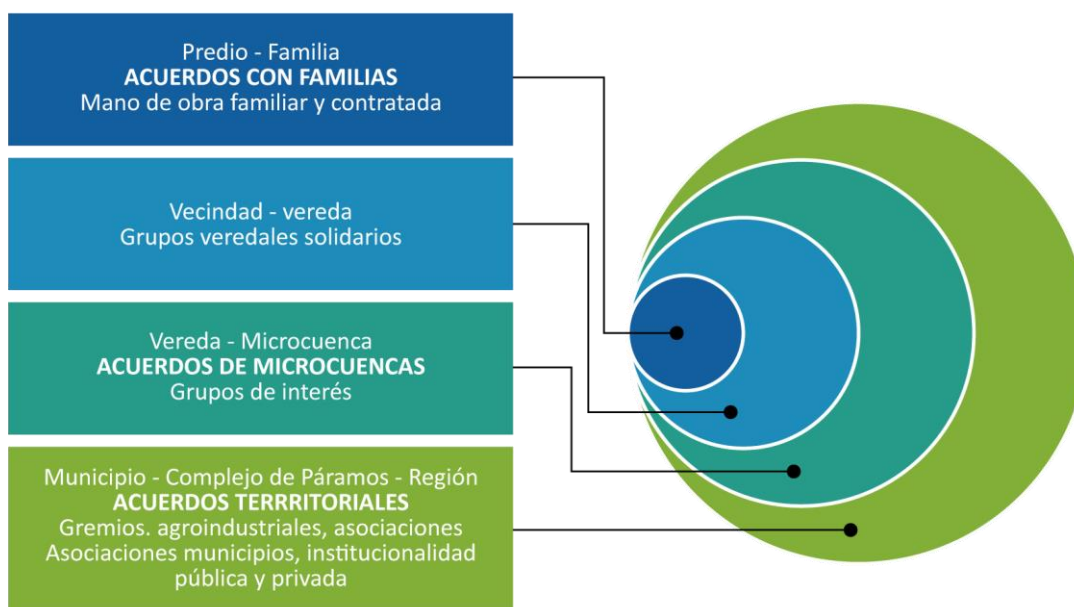 Predio - Familia
ACUERDOS CON FAMILIAS
Mano de obra familiar y contratada
Vecindad - vereda
Grupos veredales solidarios
Vereda - Microcuenca
ACUERDOS DE MICROCUENCAS
Grupos de interés
Municipio - Complejo de Páramos - Región
ACUERDOS TERRRITORIALES
Gremios. agroindustriales, asociaciones
Asociaciones municipios, institucionalidad
pública y privada